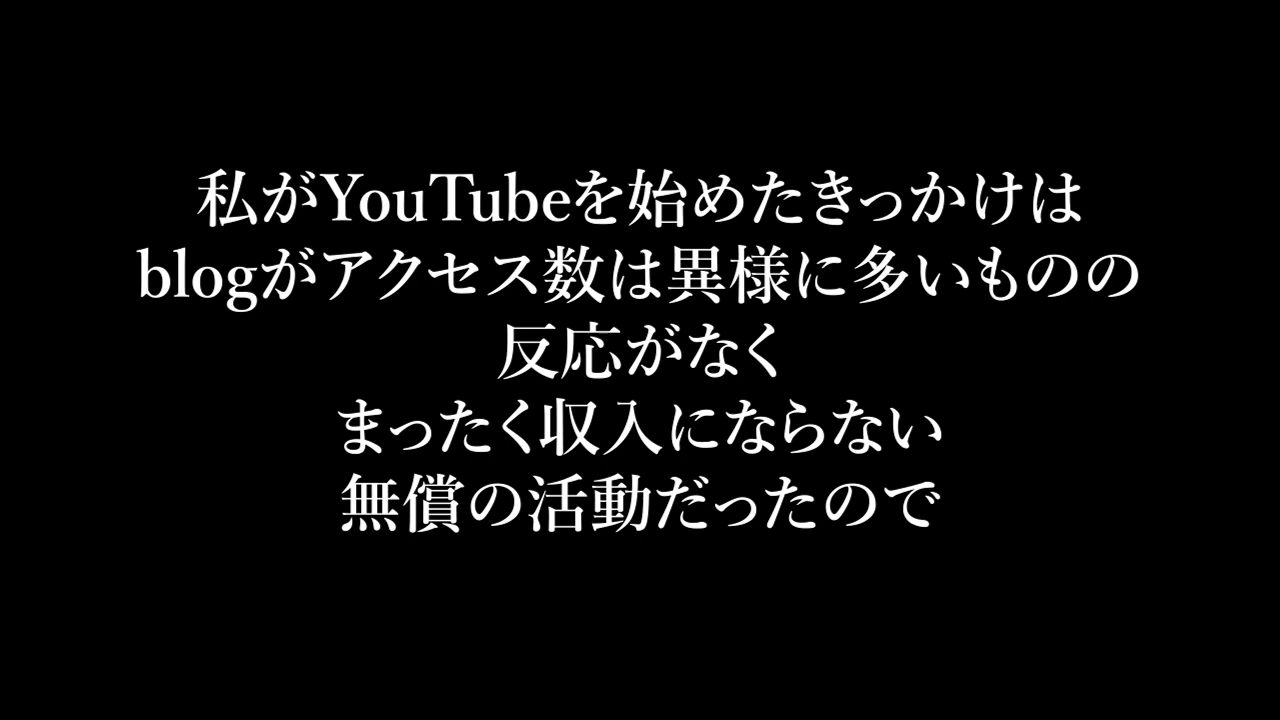 私がYouTubeを始めたきっかけは
blogがアクセス数は異様に多いものの
反応がなく
まったく収入にならない
無償の活動だったので